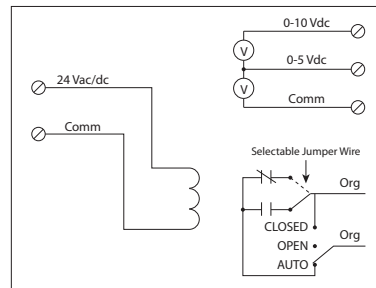 0-10 Vdc
V
24 Vac/dc
0-5 Vdc
V
Comm
Comm
Selectable Jumper Wire
Org
CLOSED
OPEN
Org
AUTO